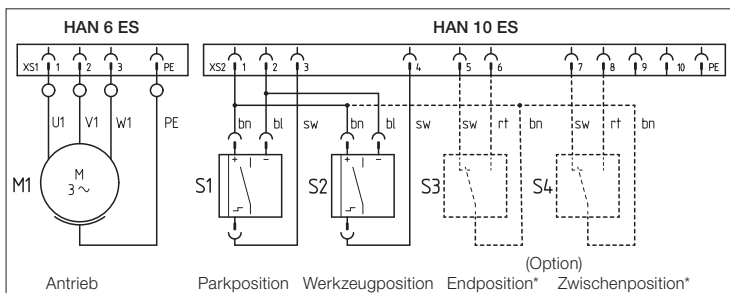 HAN 6 ES HAN 10 ES
XS1 1 2 3 PE XS2 1 2 3 4 5 6 7 8 9 10 PE
U1 V1 W1 PE bn bl sw bn bl sw sw rt bn sw rt bn
M1 M 3 ~ S1 + - S2 + - S3 S4
(Option)
Antrieb Parkposition Werkzeugposition Endposition* Zwischenposition*